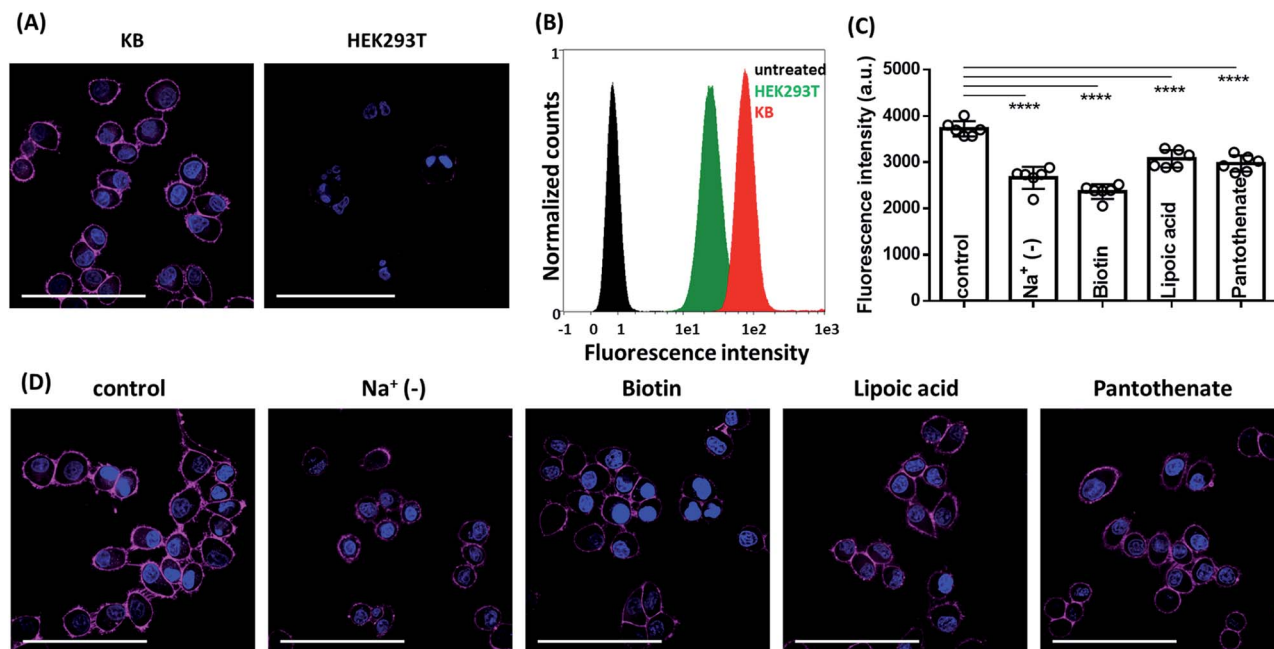 (A)
KB
HEK293T
(B)
1
untreated
HEK293T
KB
Normalized counts
0
-1
0
1
1e1
1e2
1e3
Fluorescence intensity
(C)
5000
4000
3000
2000
1000
0
Fluorescence intensity (a.u.)
****
****
****
****
control
Na⁺ (-)
Biotin
Lipoic acid
Pantothenate
(D)
control
Na⁺ (-)
Biotin
Lipoic acid
Pantothenate